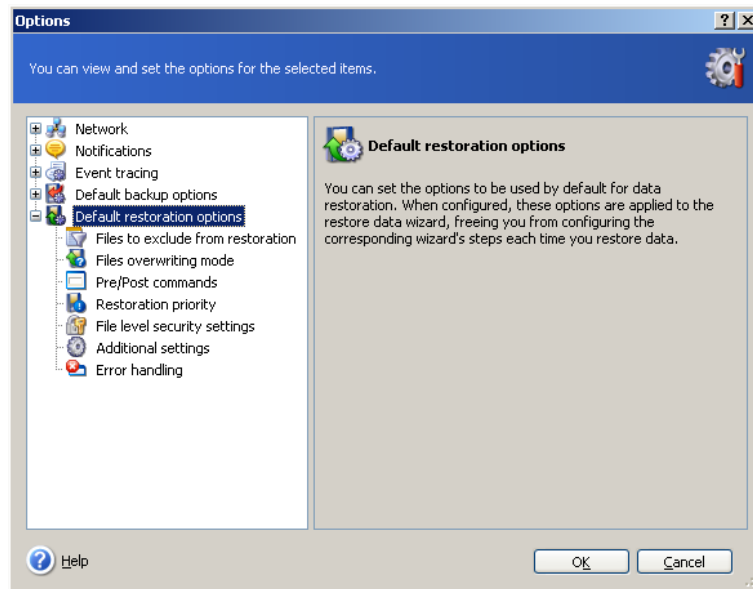 Options
You can view and set the options for the selected items.
Network
Notifications
Event tracing
Default backup options
Default restoration options
Files to exclude from restoration
Files overwriting mode
Pre/Post commands
Restoration priority
File level security settings
Additional settings
Error handling
Default restoration options
You can set the options to be used by default for data
restoration. When configured, these options are applied to the
restore data wizard, freeing you from configuring the
corresponding wizard's steps each time you restore data.
Help
OK
Cancel